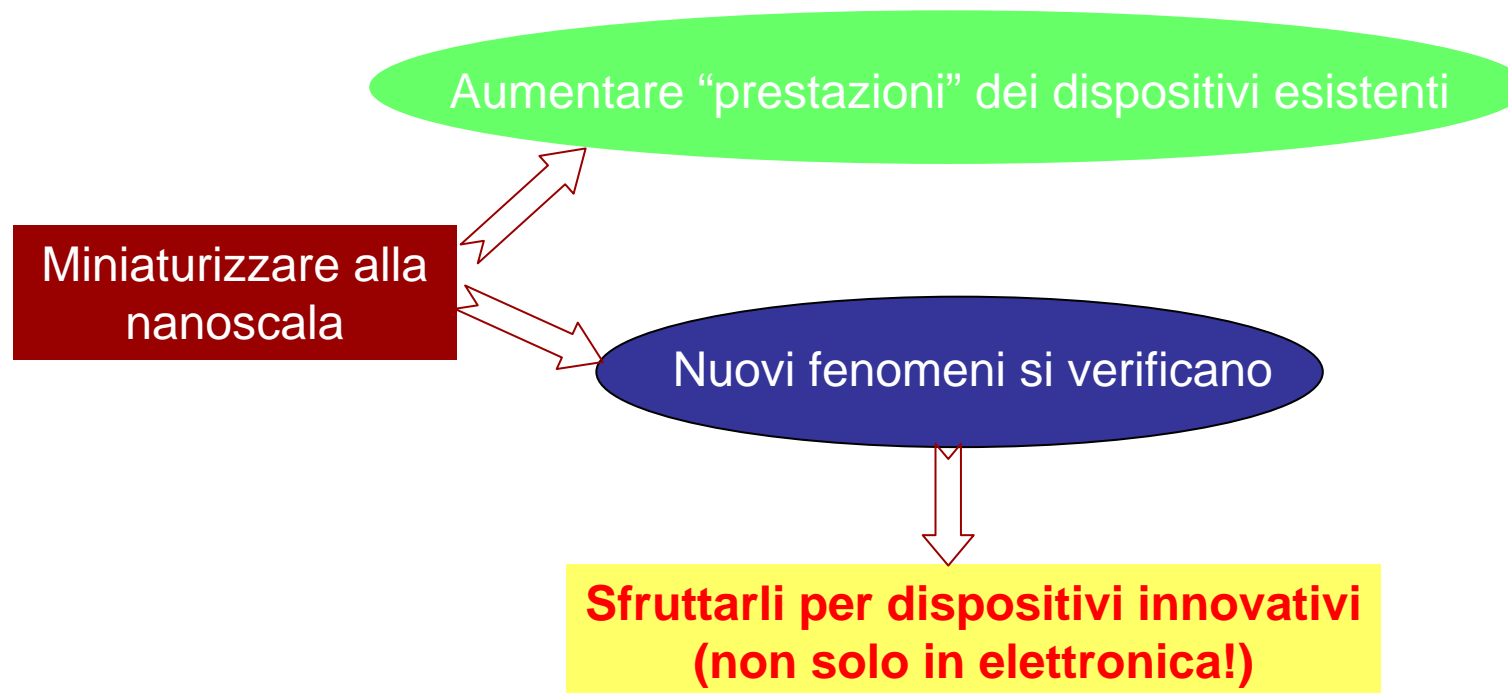 Aumentare “prestazioni” dei dispositivi esistenti
Miniaturizzare alla
nanoscala
Nuovi fenomeni si verificano
Sfruttarli per dispositivi innovativi
(non solo in elettronica!)